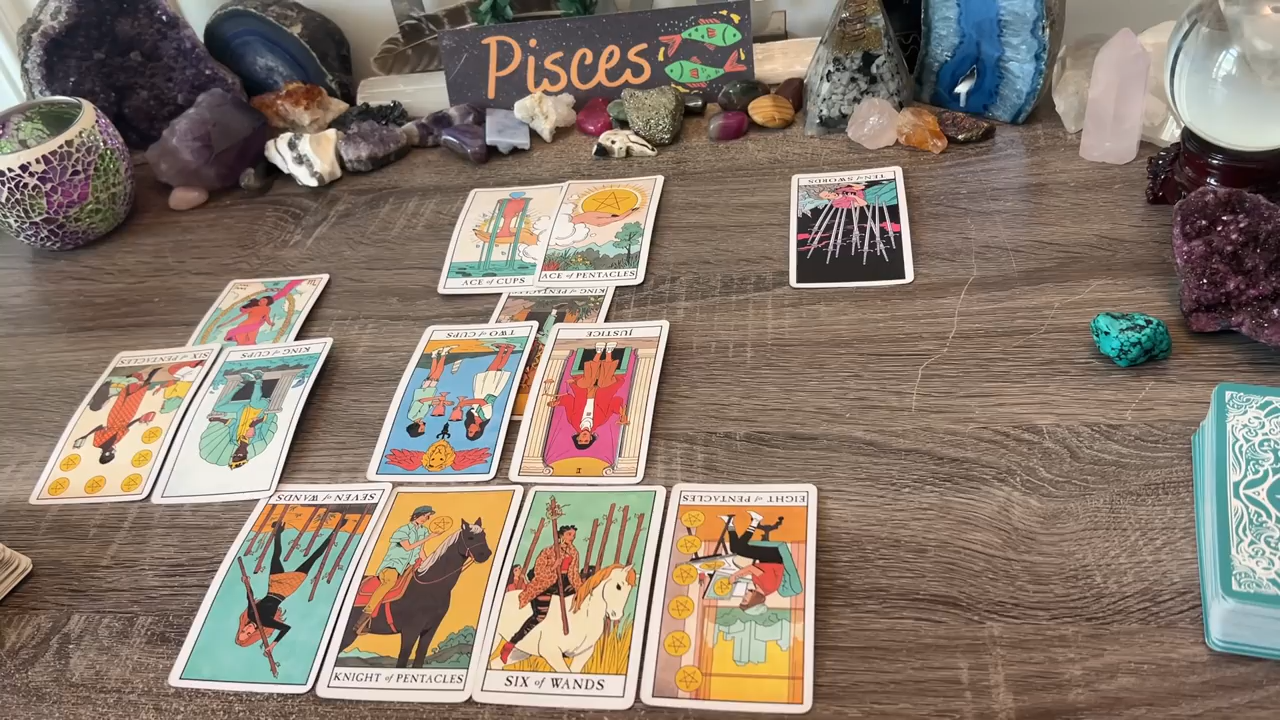 Pisces
TEN of SWORDS
ACE of CUPS
ACE of PENTACLES
KING of PENTACLES
SIX of PENTACLES
KING of CUPS
TWO of CUPS
JUSTICE
SEVEN of WANDS
KNIGHT of PENTACLES
SIX of WANDS
EIGHT of PENTACLES